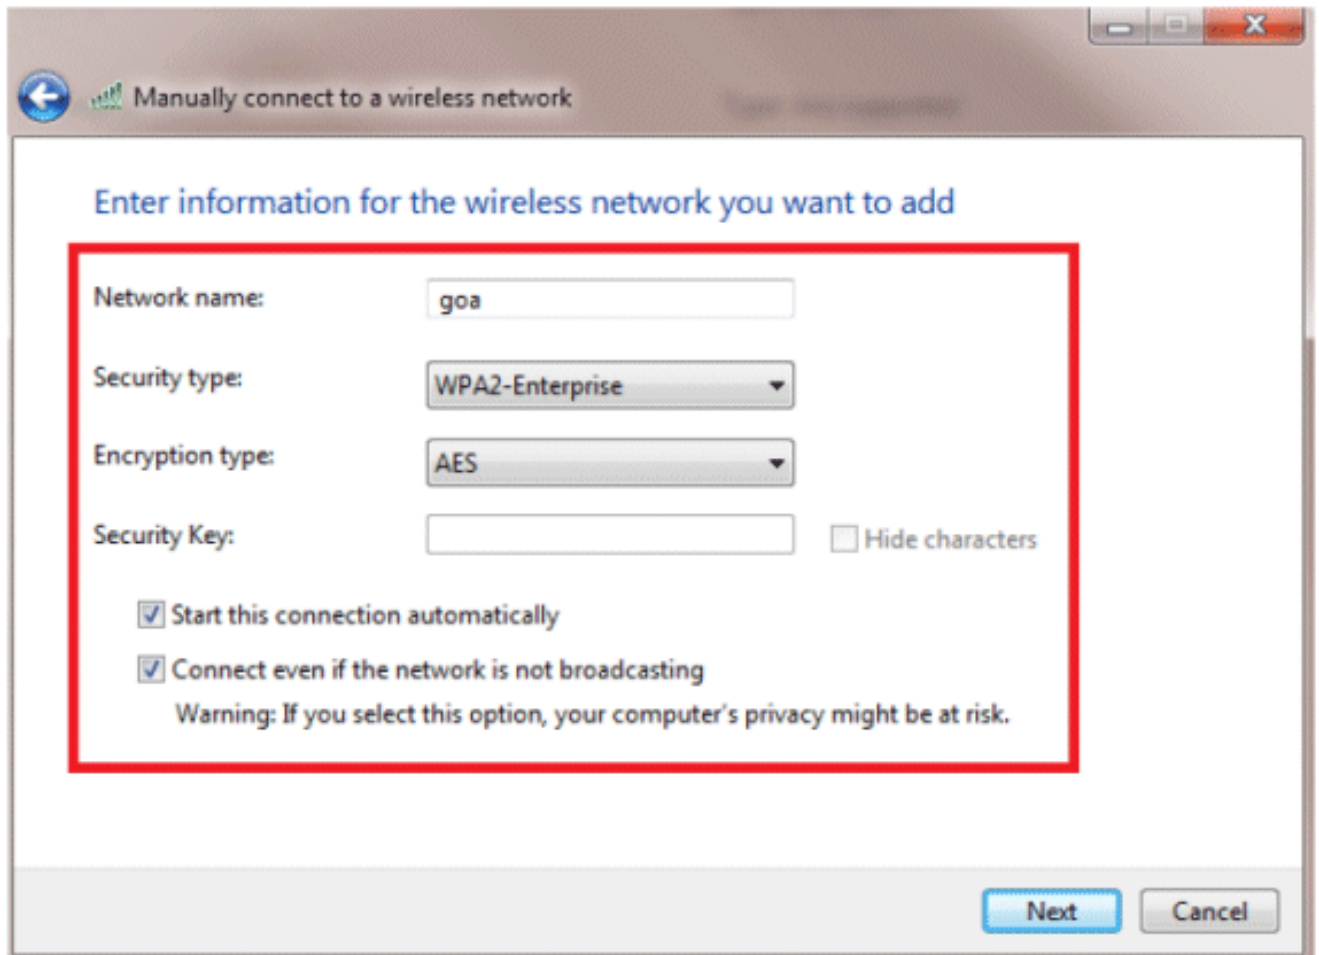 Manually connect to a wireless network
Enter information for the wireless network you want to add
Network name: goa
Security type: WPA2-Enterprise
Encryption type: AES
Security Key: Hide characters
Start this connection automatically
Connect even if the network is not broadcasting
Warning: If you select this option, your computer's privacy might be at risk.
Next Cancel